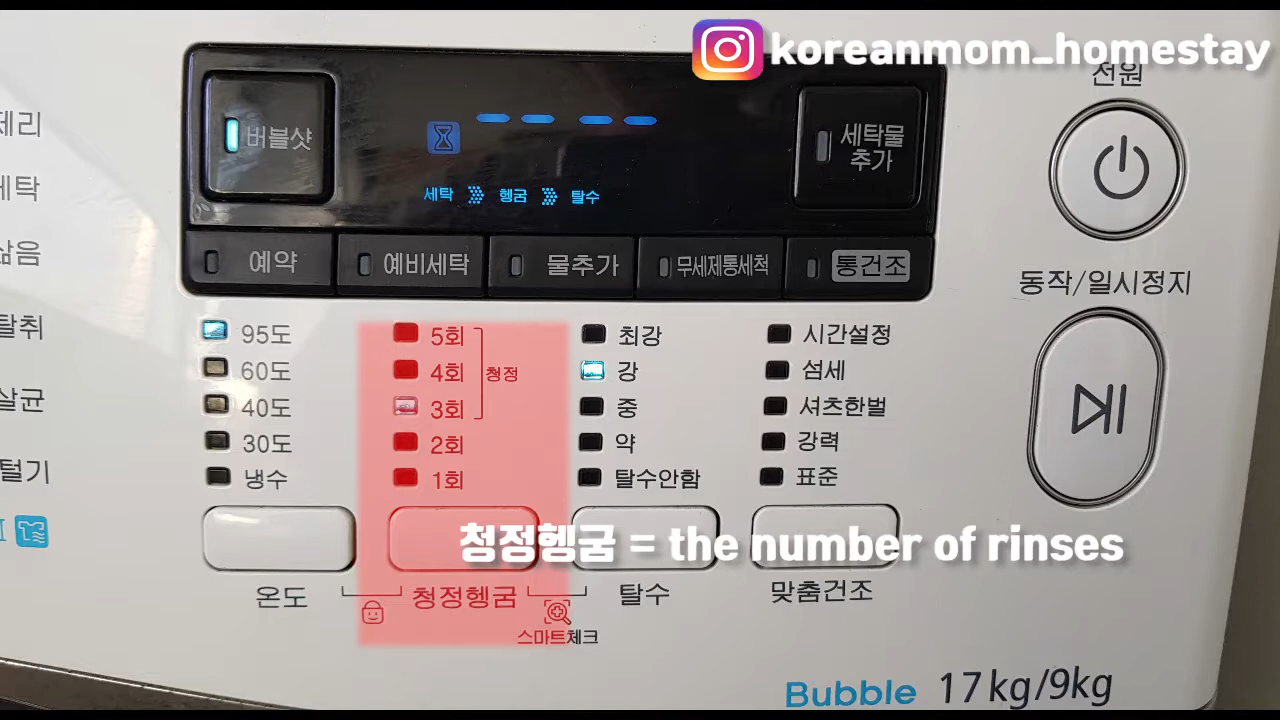 koreanmom_homestay
전원
버블샷
세탁물
추가
세탁 헹굼 탈수
예약 예비세탁 물추가 무세제통세척 통건조
동작/일시정지
제리
세탁
삶음
탈취
살균
털기
95도 5회 최강 시간설정
60도 4회 청정 강 섬세
40도 3회 중 셔츠한벌
30도 2회 약 강력
냉수 1회 탈수안함 표준
청정헹굼 = the number of rinses
온도 청정헹굼 탈수 맞춤건조
스마트체크
Bubble 17kg/9kg